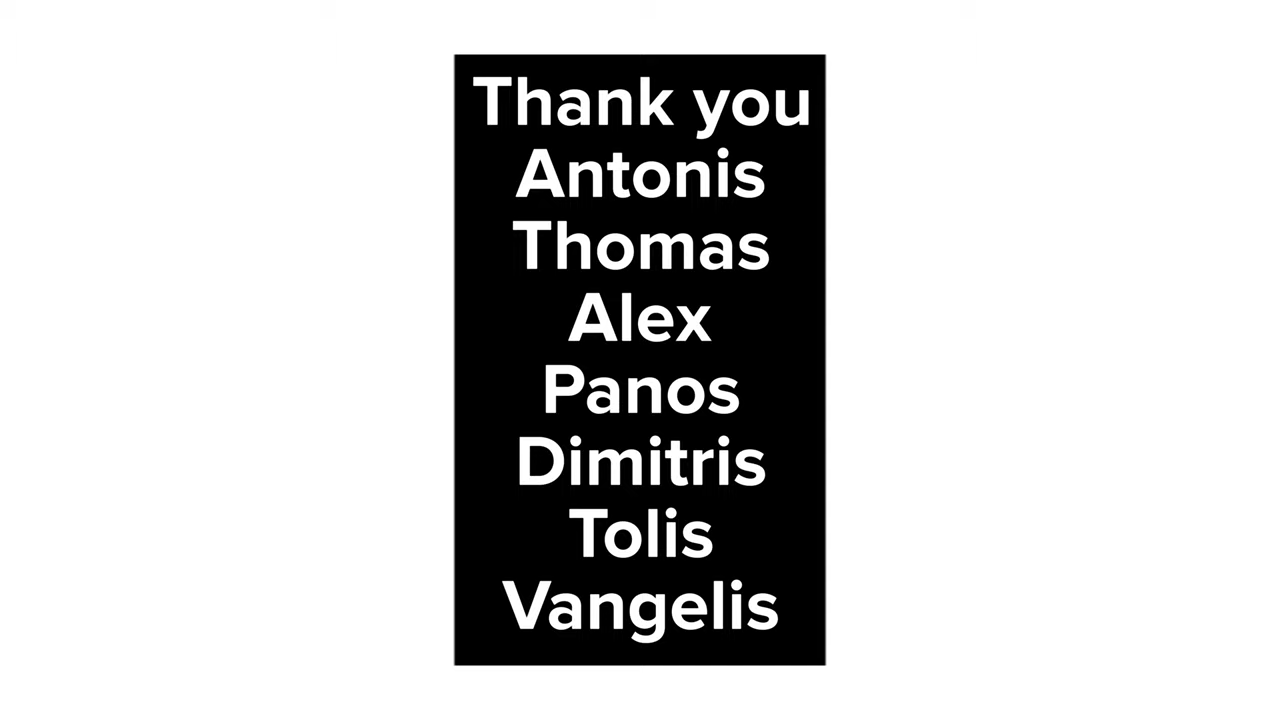 Thank you
Antonis
Thomas
Alex
Panos
Dimitris
Tolis
Vangelis